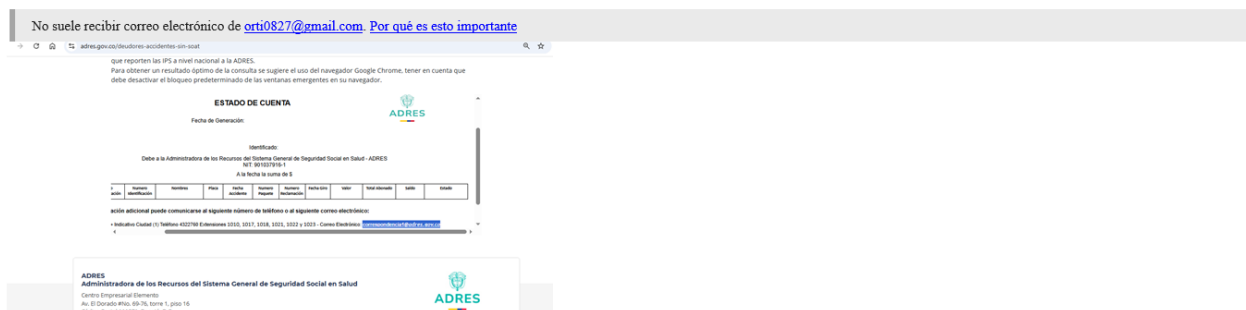 No suele recibir correo electrónico de orti0827@gmail.com. Por qué es esto importante
adres.gov.co/deudores-accidentes-sin-soat
que reporten las IPS a nivel nacional a la ADRES.
Para obtener un resultado óptimo de la consulta se sugiere el uso del navegador Google Chrome, tener en cuenta que
debe desactivar el bloqueo predeterminado de las ventanas emergentes en su navegador.
ESTADO DE CUENTA
ADRES
Fecha de Generación:
Identificado
Debe a la Administradora de los Recursos del Sistema General de Seguridad Social en Salud - ADRES
NIT: 901037916-1
A la fecha la suma de $
Numero Identificación Nombres Placa Fecha Accidente Numero Paquete Numero Reclamación Fecha Giro Valor Total Abonado Saldo Estado
ación adicional puede comunicarse al siguiente número de teléfono o al siguiente correo electrónico:
Indicativo Ciudad (1) Teléfono 4322760 Extensiones 1010, 1017, 1018, 1021, 1022 y 1023 - Correo Electrónico:
ADRES
Administradora de los Recursos del Sistema General de Seguridad Social en Salud
Centro Empresarial Elemento
Av. El Dorado #No. 69-76, torre 1, piso 16
ADRES